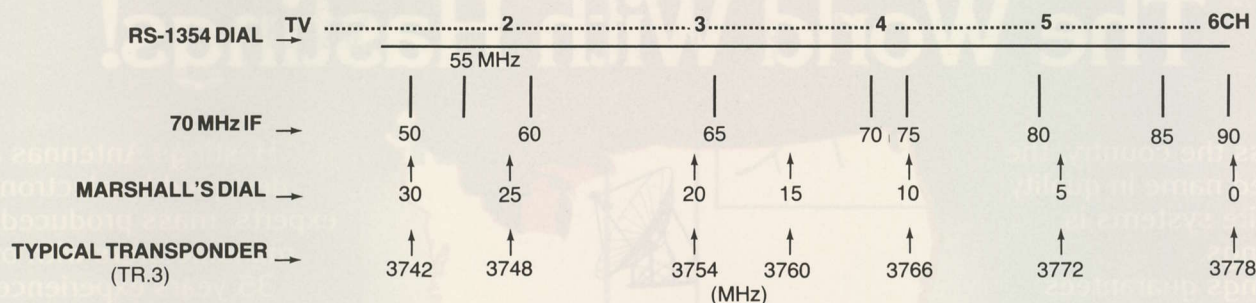 RS-1354 DIAL → TV ........ 2 ........ 3 ........ 4 ........ 5 ........ 6CH
55 MHz
70 MHz IF → 50 60 65 70 75 80 85 90
MARSHALL'S DIAL → 30 25 20 15 10 5 0
TYPICAL TRANSPONDER → 3742 3748 3754 3760 3766 3772 3778
(TR.3)
(MHz)